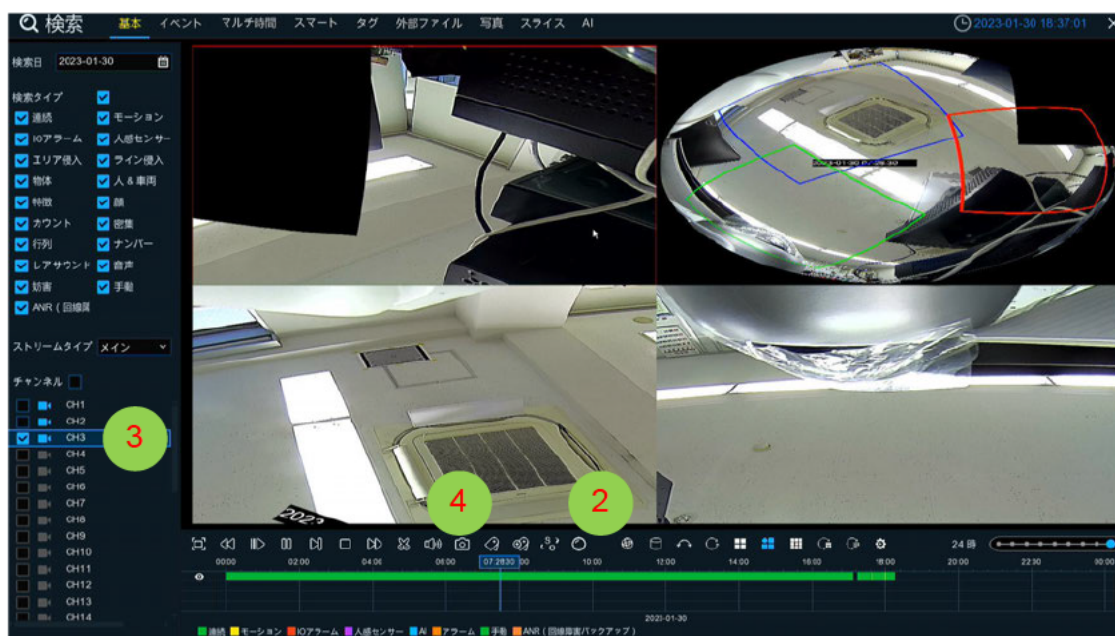 検索 基本 イベント マルチ時間 スマート タグ 外部ファイル 写真 スライス AI 2023-01-30 18:37:01
検索日 2023-01-30
検索タイプ
連続 モーション
IOアラーム 人感センサー
エリア侵入 ライン侵入
物体 人 & 車両
特徴 顔
カウント 密集
行列 ナンバー
レアサウンド 音声
妨害 手動
ANR ( 回線障
ストリームタイプ メイン
チャンネル
CH1
CH2
CH3
3
CH4
CH5
CH6
CH7
CH8
CH9
CH10
CH11
CH12
CH13
CH14
2023
4
2
24 時
00:00 02:00 04:00 06:00 07:28:30 18:00 20:00 22:00 00:00
2023-01-30
連続 モーション IOアラーム 人感センサー AI アラーム 手動 ANR ( 回線障害バックアップ )